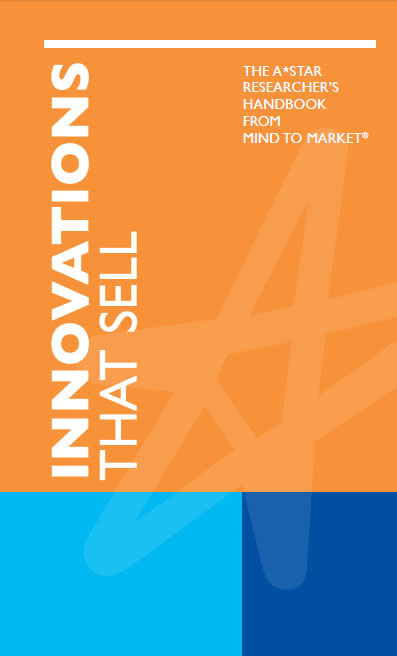 INNOVATIONS
THAT SELL
THE A*STAR
RESEARCHER'S
HANDBOOK
FROM
MIND TO MARKET®